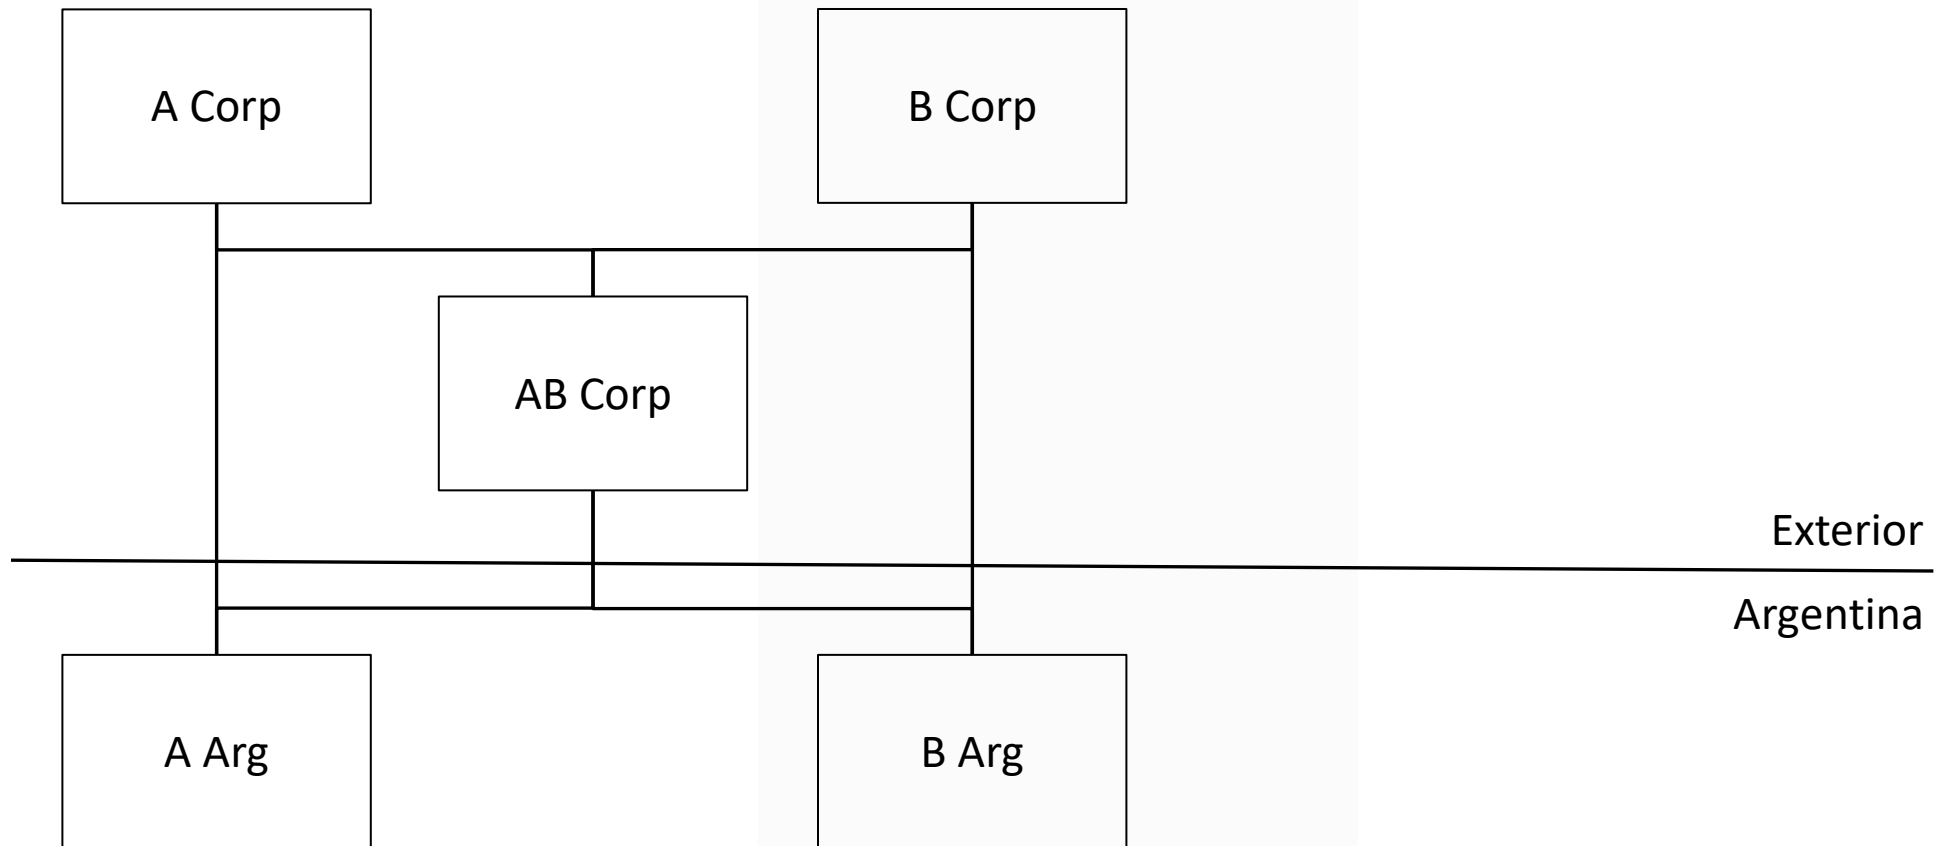 A Corp
B Corp
AB Corp
Exterior
Argentina
A Arg
B Arg